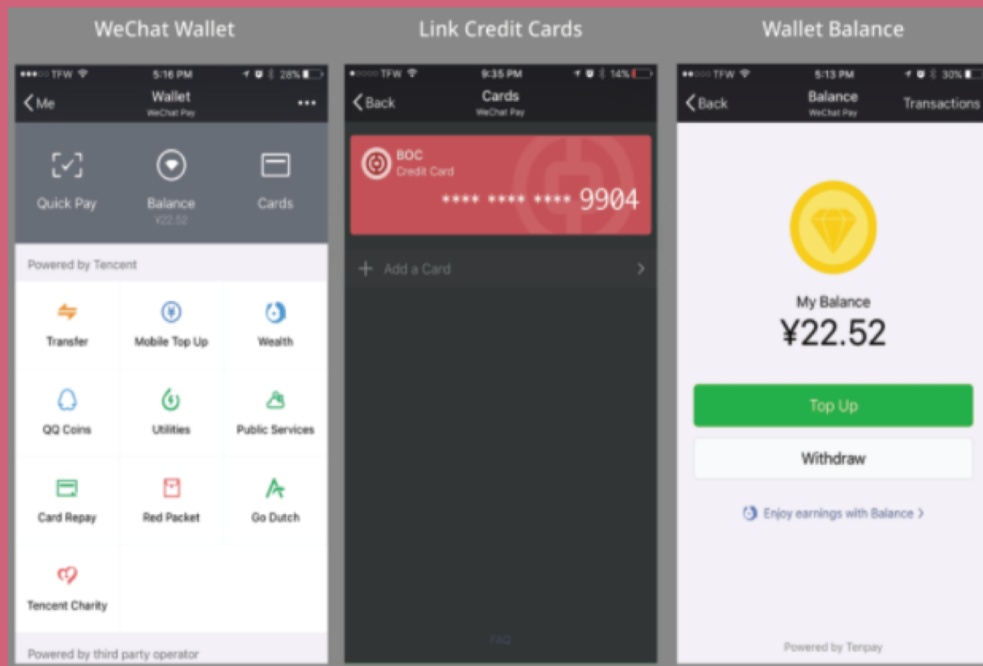 WeChat Wallet
TFW 5:16 PM 28%
Me Wallet
WeChat Pay
Quick Pay Balance Cards
¥22.52
Powered by Tencent
Transfer Mobile Top Up Wealth
QQ Coins Utilities Public Services
Card Repay Red Packet Go Dutch
Tencent Charity
Powered by third party operator
Link Credit Cards
TFW 9:35 PM 14%
Back Cards
WeChat Pay
BOC
Credit Card
**** **** **** 9904
+ Add a Card
FAQ
Wallet Balance
TFW 5:13 PM 30%
Back Balance Transactions
WeChat Pay
My Balance
¥22.52
Top Up
Withdraw
Enjoy earnings with Balance >
Powered by Tenpay